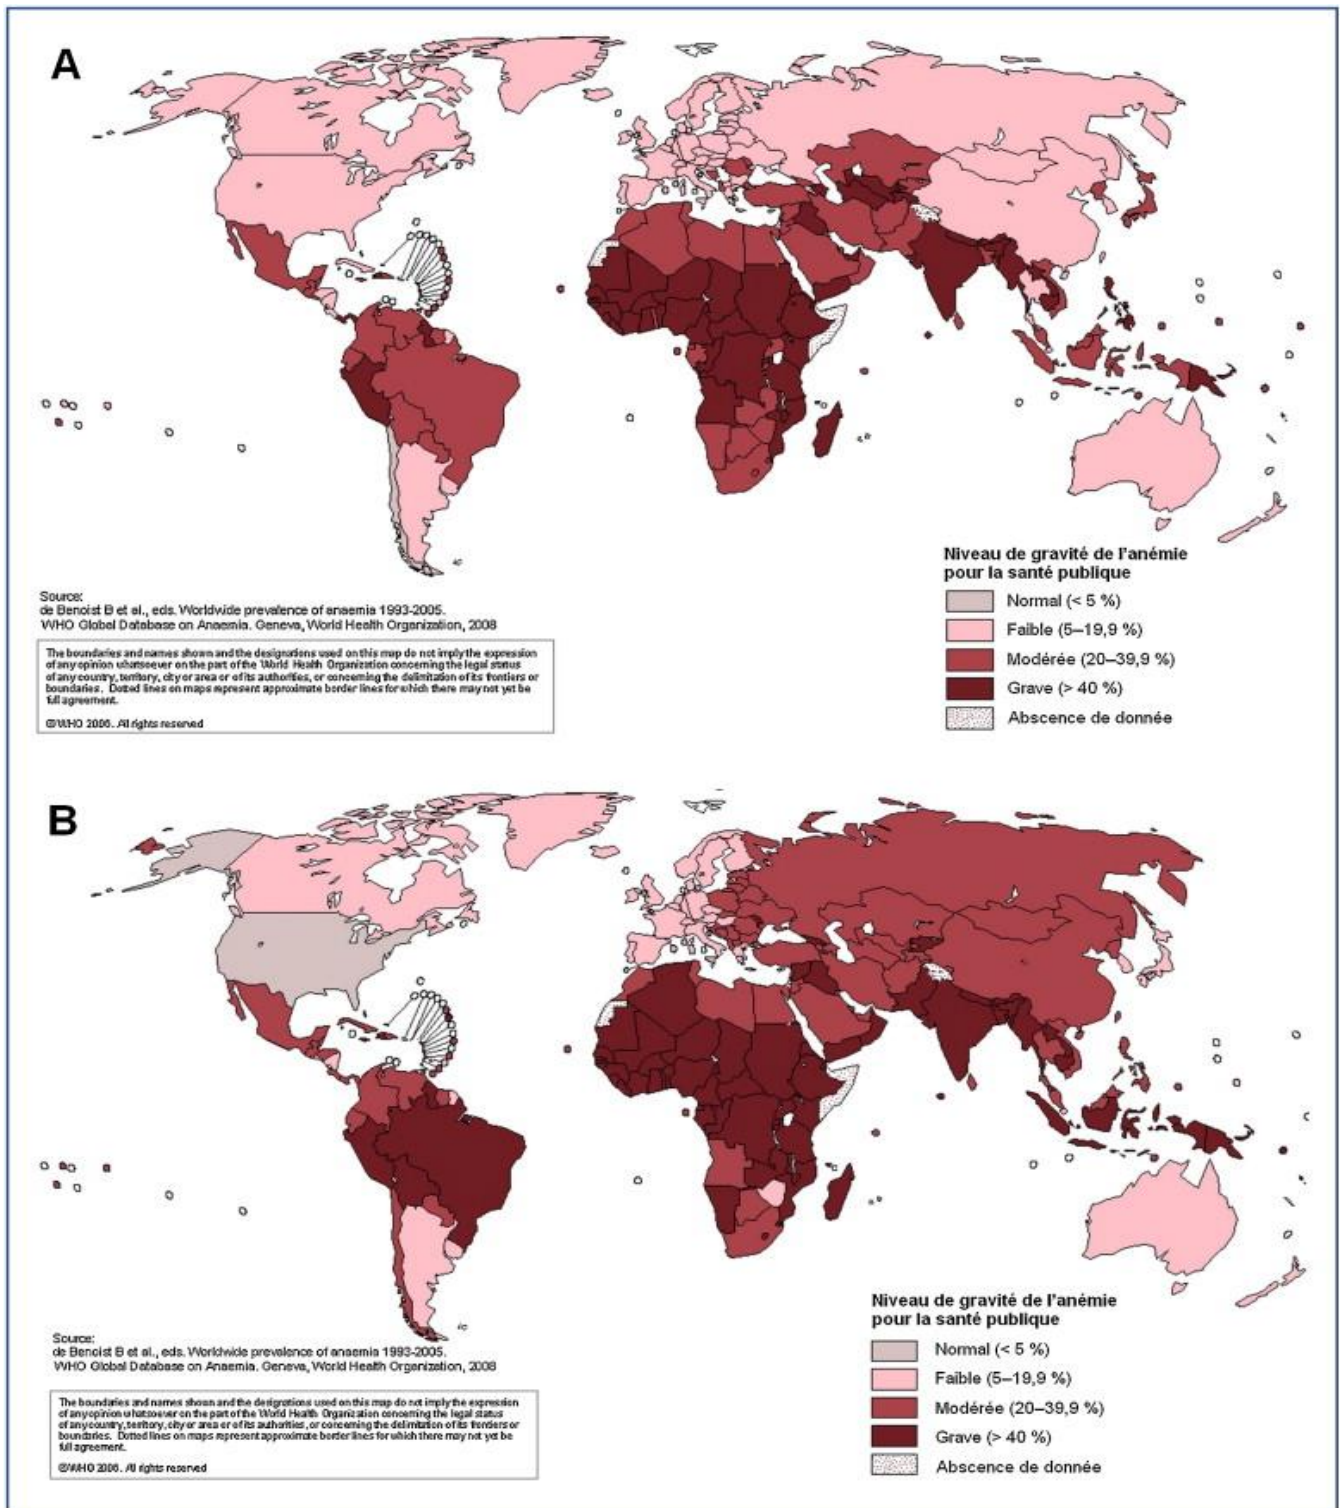 A
Source:
de Benoist B et al., eds. Worldwide prevalence of anaemia 1993-2005.
WHO Global Database on Anaemia. Geneva, World Health Organization, 2008
The boundaries and names shown and the designations used on this map do not imply the expression
of any opinion whatsoever on the part of the World Health Organization concerning the legal status
of any country, territory, city or area or of its authorities, or concerning the delimitation of its frontiers or
boundaries. Dotted lines on maps represent approximate border lines for which there may not yet be
full agreement.
©WHO 2006. All rights reserved
Niveau de gravité de l'anémie
pour la santé publique
Normal (< 5 %)
Faible (5–19,9 %)
Modérée (20–39,9 %)
Grave (> 40 %)
Abscence de donnée
B
Source:
de Benoist B et al., eds. Worldwide prevalence of anaemia 1993-2005.
WHO Global Database on Anaemia. Geneva, World Health Organization, 2008
The boundaries and names shown and the designations used on this map do not imply the expression
of any opinion whatsoever on the part of the World Health Organization concerning the legal status
of any country, territory, city or area or of its authorities, or concerning the delimitation of its frontiers or
boundaries. Dotted lines on maps represent approximate border lines for which there may not yet be
full agreement.
©WHO 2006. All rights reserved
Niveau de gravité de l'anémie
pour la santé publique
Normal (< 5 %)
Faible (5–19,9 %)
Modérée (20–39,9 %)
Grave (> 40 %)
Abscence de donnée